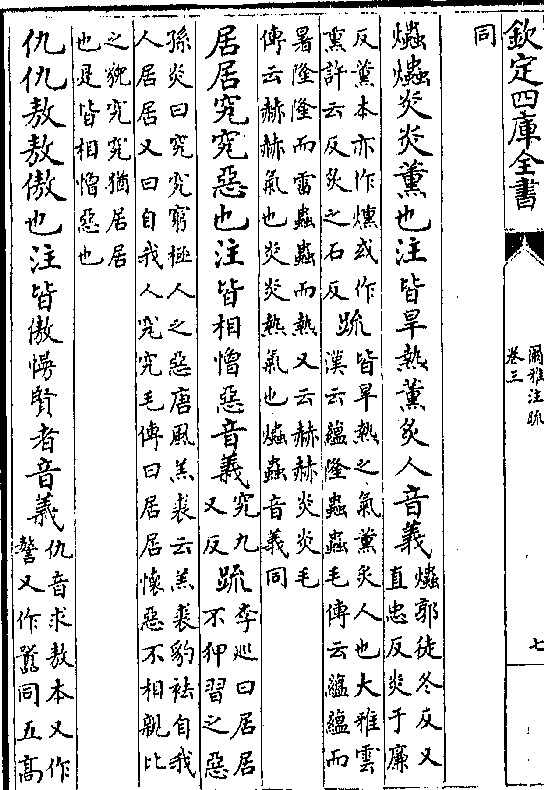 欽定四庫全書
爾雅注疏
卷三
七
同
爞爞炎炎薰也注皆旱熱薰炙人音義爞郭徒冬反又
直忠反炎于廉
反薰本亦作燻或作
熏許云反炙之石反疏皆旱熱之氣薰炙人也大雅雲
漢云蘊隆蟲蟲毛傳云蘊蘊而
暑隆隆而雷蟲蟲而熱又云赫赫炎炎毛
傳云赫赫氣也炎炎熱氣也爞蟲音義同
居居究究惡也注皆相憎惡音義究九
又反疏李巡曰居居
不狎習之惡
孫炎曰究究窮極人之惡唐風羔裘云羔裘豹袪自我
人居居又曰自我人究究毛傳曰居居懷惡不相親比
之貌究究猶居居
也是皆相憎惡也
仇仇敖敖傲也注皆傲慢賢者音義仇音求敖本又作
謷又作嚻同五高